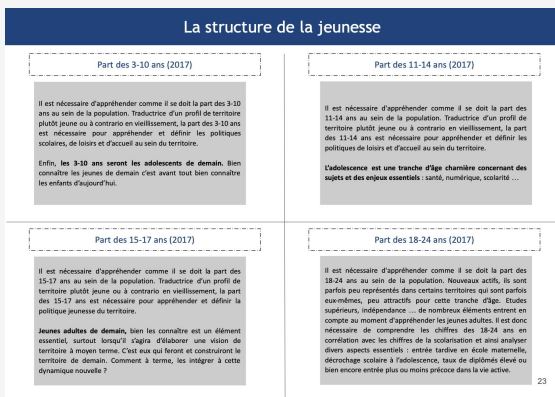 La structure de la jeunesse
Part des 3-10 ans (2017)
Il est nécessaire d'appréhender comme il se doit la part des 3-10
ans au sein de la population. Traductrice d'un profil de territoire
plutôt jeune ou à contrario en vieillissement, la part des 3-10 ans
est nécessaire pour appréhender et définir les politiques
de loisirs et d'accueil au sein du territoire.
Enfin, les 3-10 ans seront les adolescents de demain. Bien
connaître les jeunes de demain c'est avant tout bien connaître
les enfants d'aujourd'hui.
Part des 11-14 ans (2017)
Il est nécessaire d'appréhender comme il se doit la part des
11-14 ans au sein de la population. Traductrice d'un profil de
territoire plutôt jeune ou à contrario en vieillissement, la part
des 11-14 ans est nécessaire pour appréhender et définir les
politiques de loisirs et d'accueil au sein du territoire.
L'adolescence est une tranche d'âge charnière concernant des
sujets et des enjeux essentiels : santé, numérique, scolarité ...
Part des 15-17 ans (2017)
Il est nécessaire d'appréhender comme il se doit la part des
15-17 ans au sein de la population. Traductrice d'un profil de
territoire plutôt jeune ou à contrario en vieillissement, la part
des 15-17 ans est nécessaire pour appréhender et définir la
politique jeunesse du territoire.
Jeunes adultes de demain, bien les connaître est un élément
essentiel, surtout lorsqu'il s'agira d'élaborer une vision de
territoire à moyen terme. C'est eux qui feront et construiront le
territoire de demain. Comment à terme, les intégrer à cette
dynamique nouvelle ?
Part des 18-24 ans (2017)
Il est nécessaire d'appréhender comme il se doit la part des
18-24 ans au sein de la population. Nouveaux actifs, ils sont
parfois peu représentés dans certains territoires qui sont parfois
eux-mêmes, peu attractifs pour cette tranche d'âge. Etudes
supérieurs, indépendance ... de nombreux éléments entrent en
compte au moment d'appréhender les jeunes adultes. Il est donc
nécessaire de comprendre les chiffres des 18-24 ans en
corrélation avec les chiffres de la scolarisation et ainsi analyser
divers aspects essentiels : entrée tardive en école maternelle,
décrochage scolaire à l'adolescence, taux de diplômés élevé ou
bien encore entrée plus ou moins précoce dans la vie active.
23